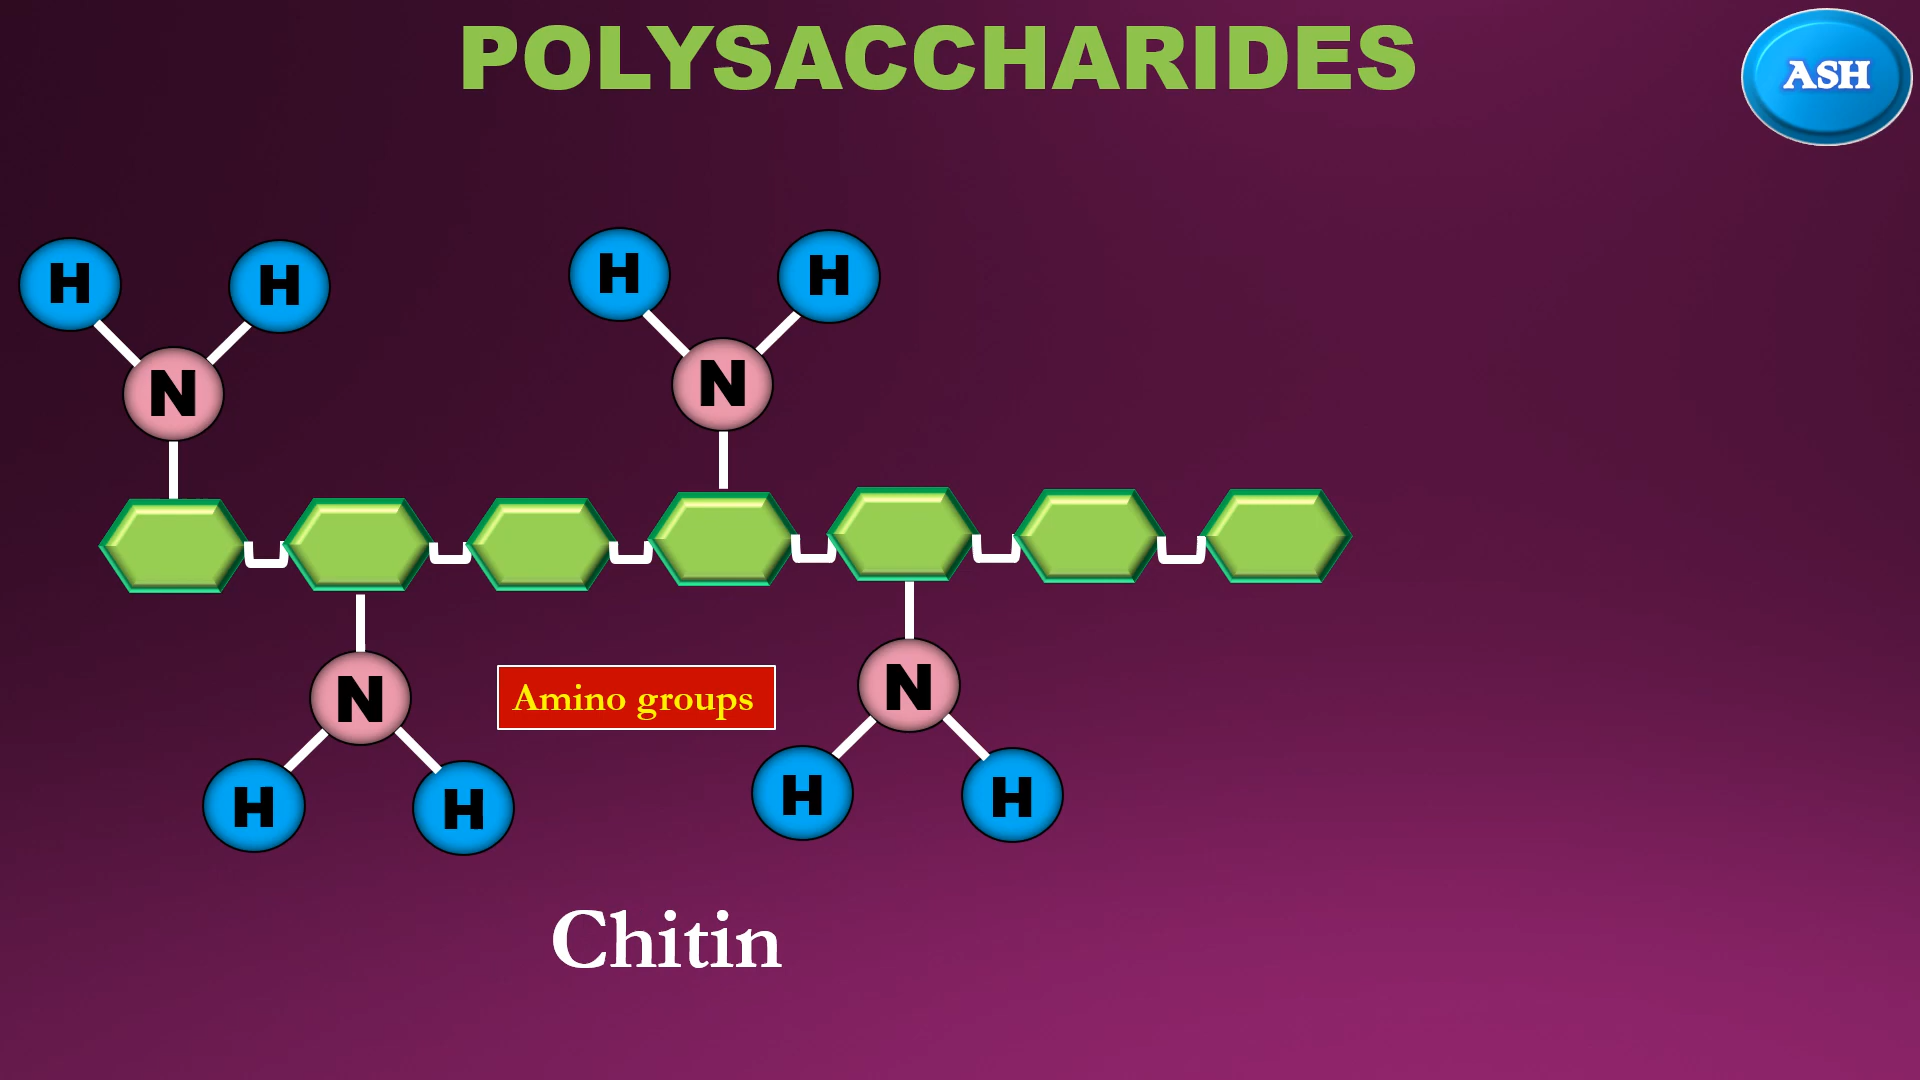 POLYSACCHARIDES
ASH
H H
H H
N
N
N
N
Amino groups
H H
H H
Chitin